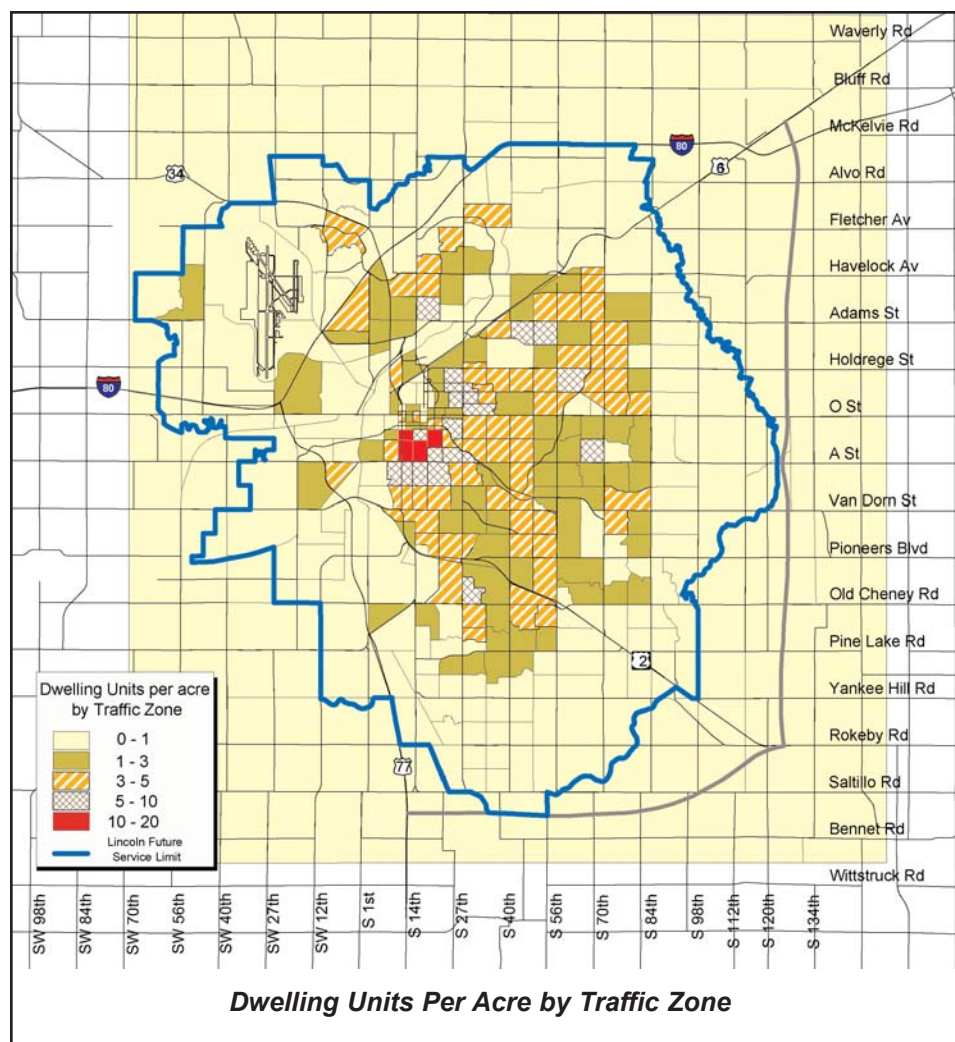 Waverly Rd
Bluff Rd
McKelvie Rd
80
6
34
Alvo Rd
Fletcher Av
Havelock Av
Adams St
Holdrege St
80
O St
A St
Van Dorn St
Pioneers Blvd
Old Cheney Rd
Pine Lake Rd
2
Yankee Hill Rd
Rokeby Rd
77
Saltillo Rd
Bennet Rd
Wittstruck Rd
Dwelling Units per acre
by Traffic Zone
0 - 1
1 - 3
3 - 5
5 - 10
10 - 20
Lincoln Future
Service Limit
SW 98th
SW 84th
SW 70th
SW 56th
SW 40th
SW 27th
SW 12th
S 1st
S 14th
S 27th
S 40th
S 56th
S 70th
S 84th
S 98th
S 112th
S 120th
S 134th
Dwelling Units Per Acre by Traffic Zone